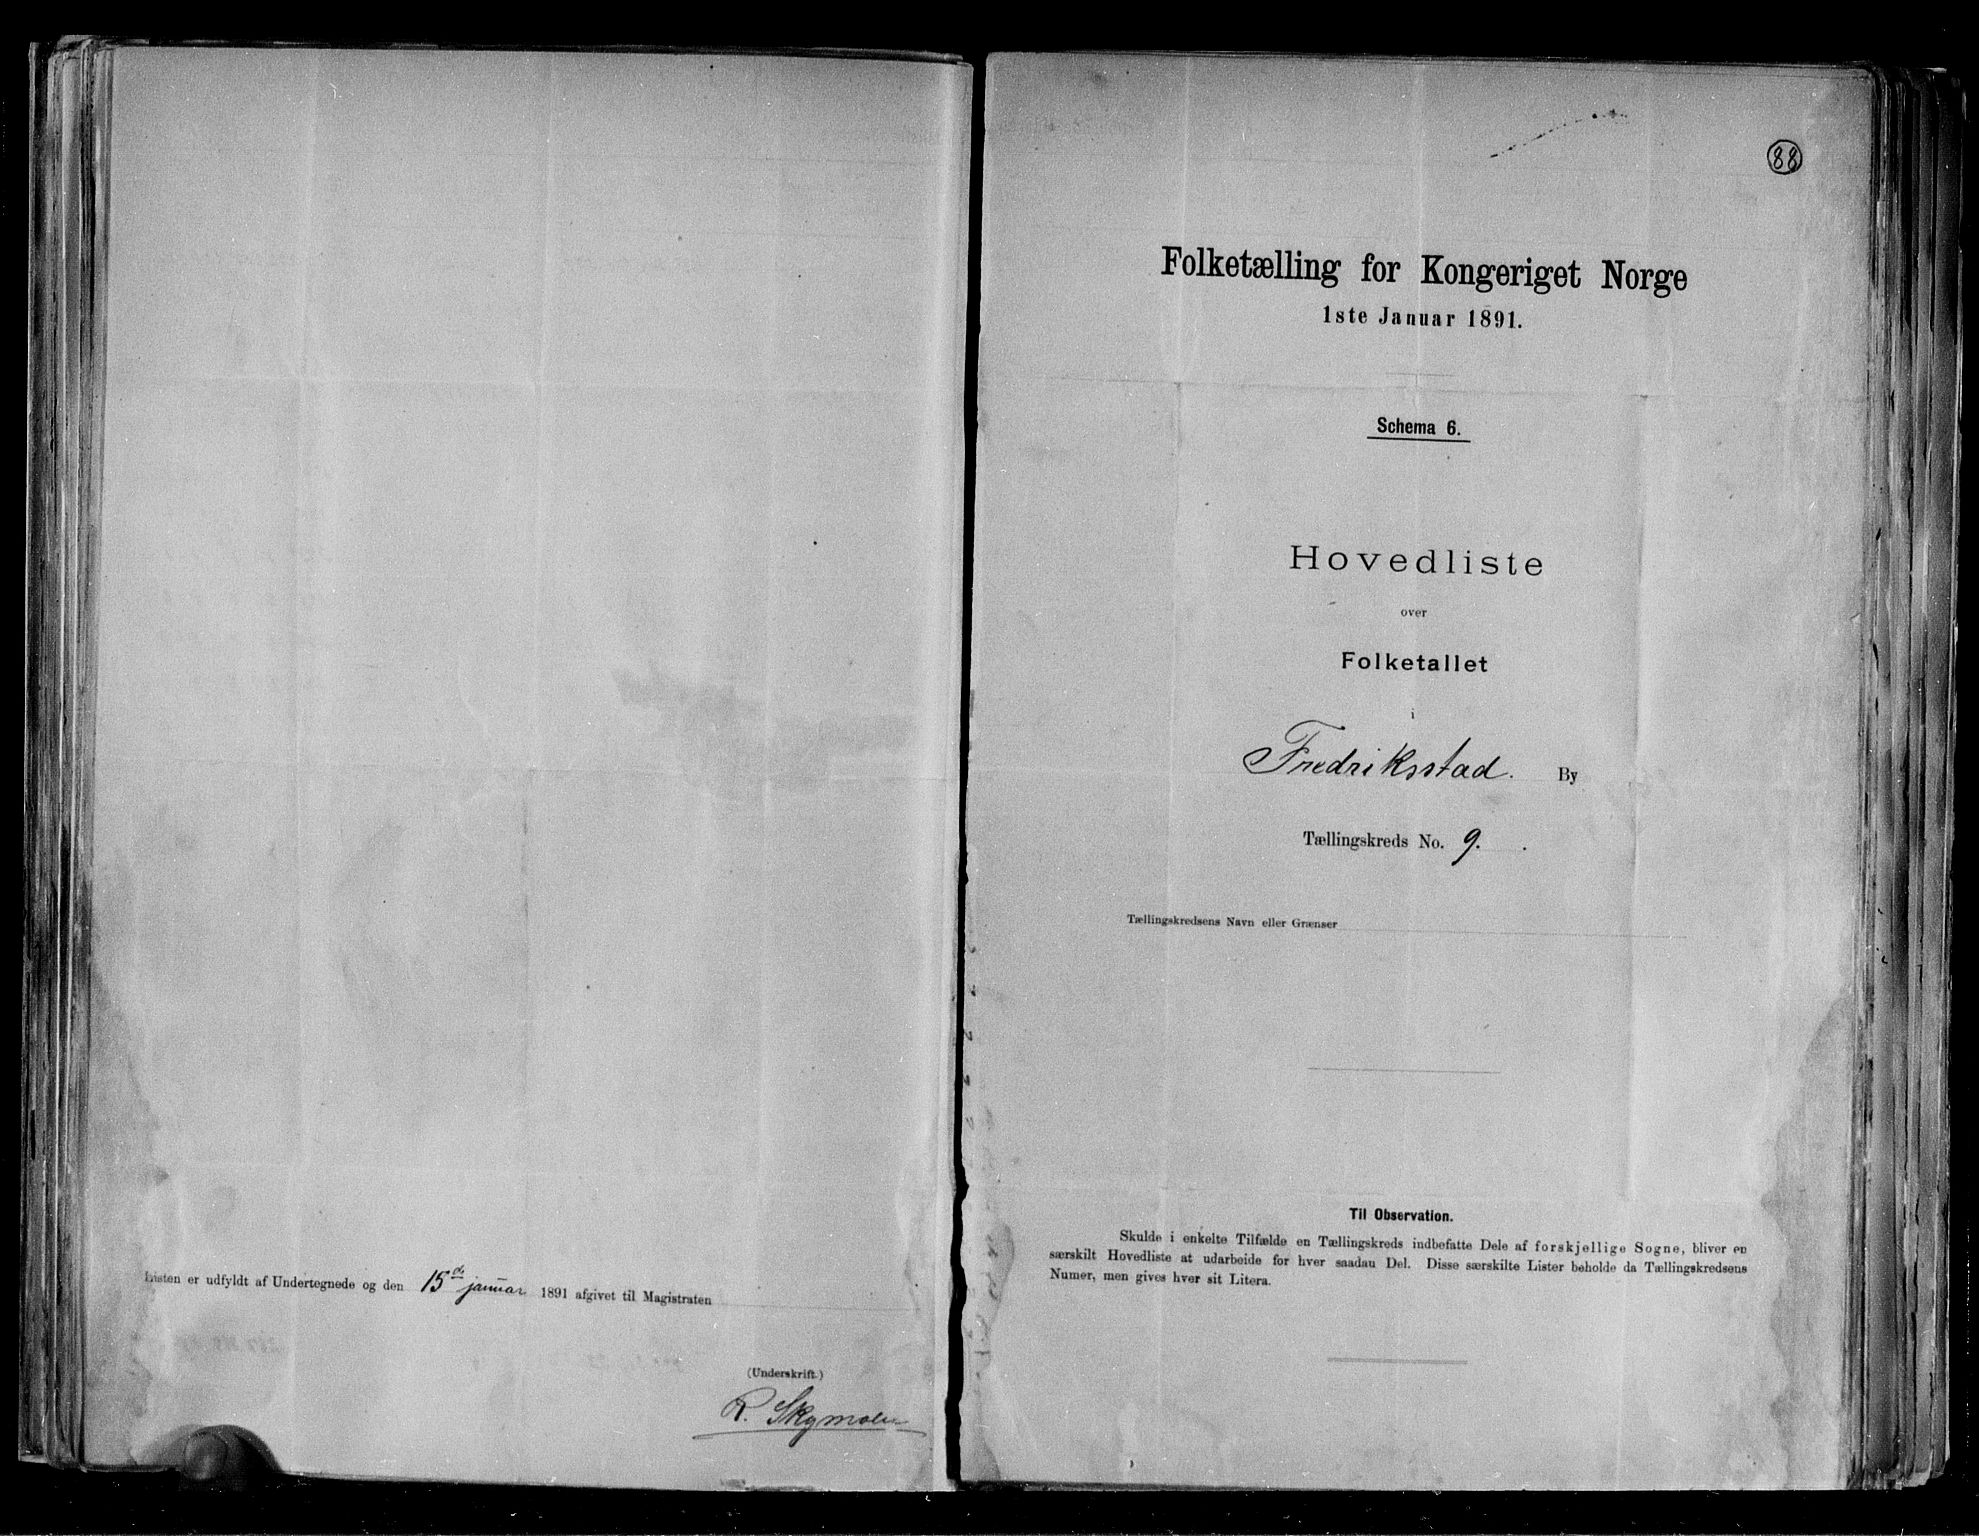 Listen er udfyldt af Undertegnede og den 15de januar 1891 afgivet til Magistraten
(Underskrift.)
R.
88
Folketælling for Kongeriget Norge
1ste Januar 1891.
Schema 6.
Hovedliste
over
Folketallet
i
Fredriksstad. By
Tællingskreds No. 9.
Tællingskredsens Navn eller Grænser
Til Observation.
Skulde i enkelte Tilfælde en Tællingskreds indbefatte Dele af forskjellige Sogne, bliver en
særskilt Hovedliste at udarbeide for hver saadan Del. Disse særskilte Lister beholde da Tællingskredsens
Numer, men gives hver sit Litera.